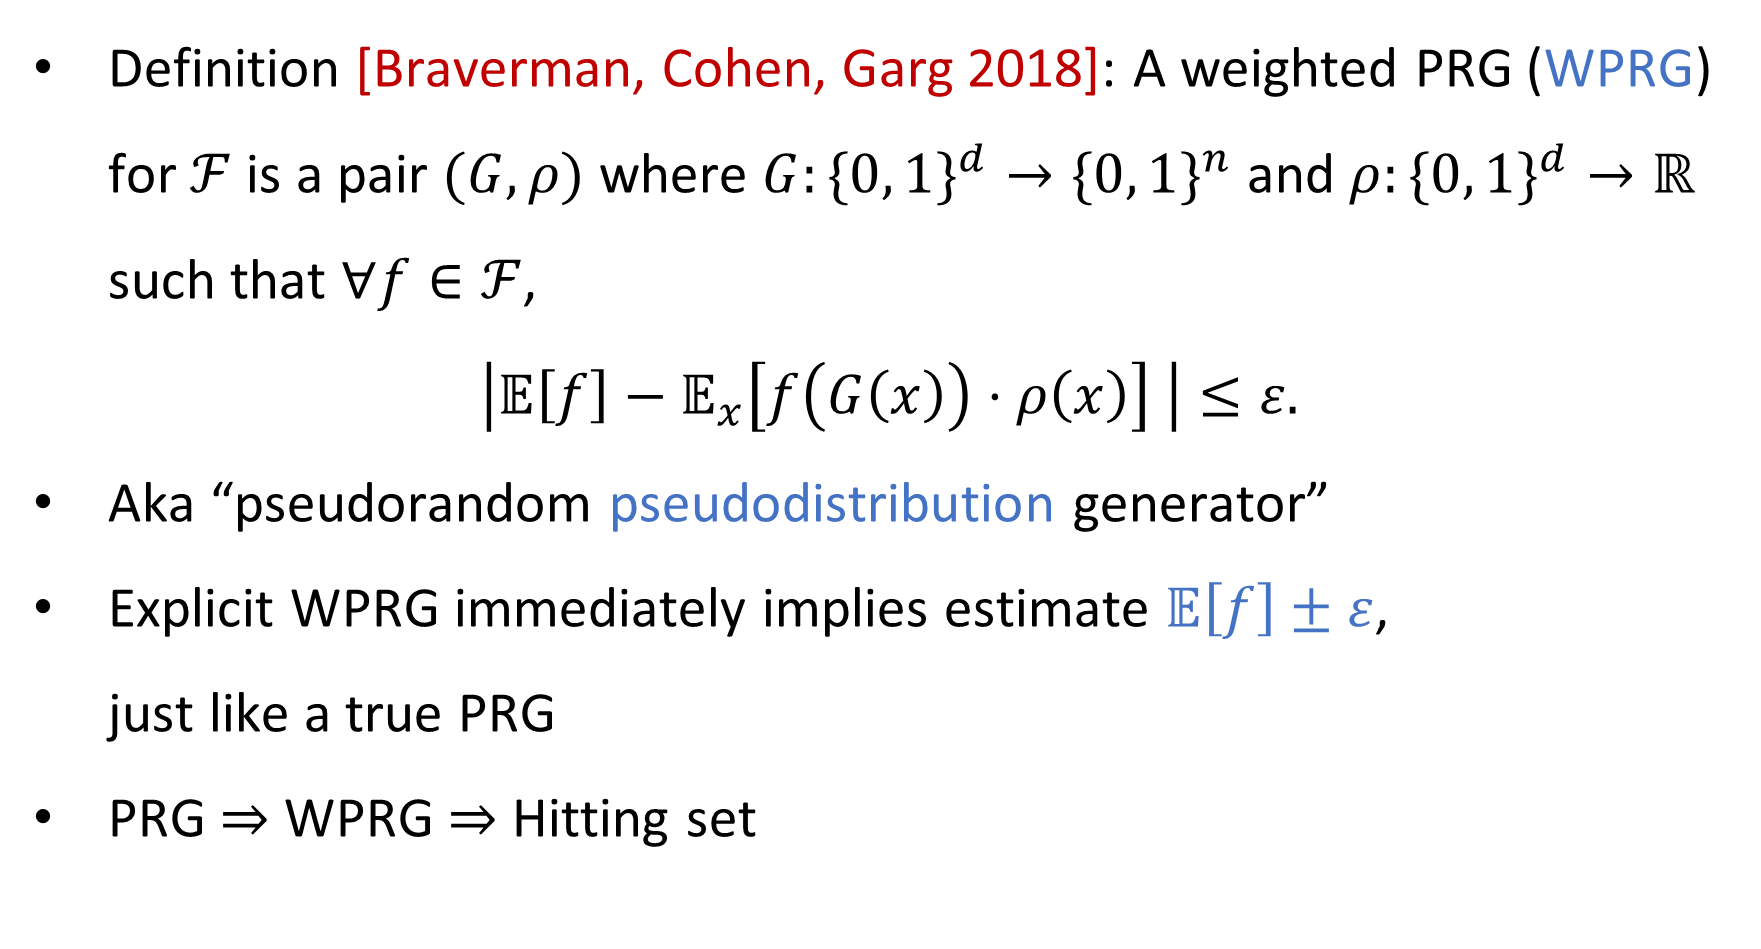 • Definition [Braverman, Cohen, Garg 2018]: A weighted PRG (WPRG)
for ℱ is a pair (G, ρ) where G: {0, 1}^d → {0, 1}^n and ρ: {0, 1}^d → ℝ
such that ∀f ∈ ℱ,
|𝔼[f] − 𝔼_x[f(G(x)) · ρ(x)] | ≤ ε.
• Aka “pseudorandom pseudodistribution generator”
• Explicit WPRG immediately implies estimate 𝔼[f] ± ε,
just like a true PRG
• PRG ⇒ WPRG ⇒ Hitting set